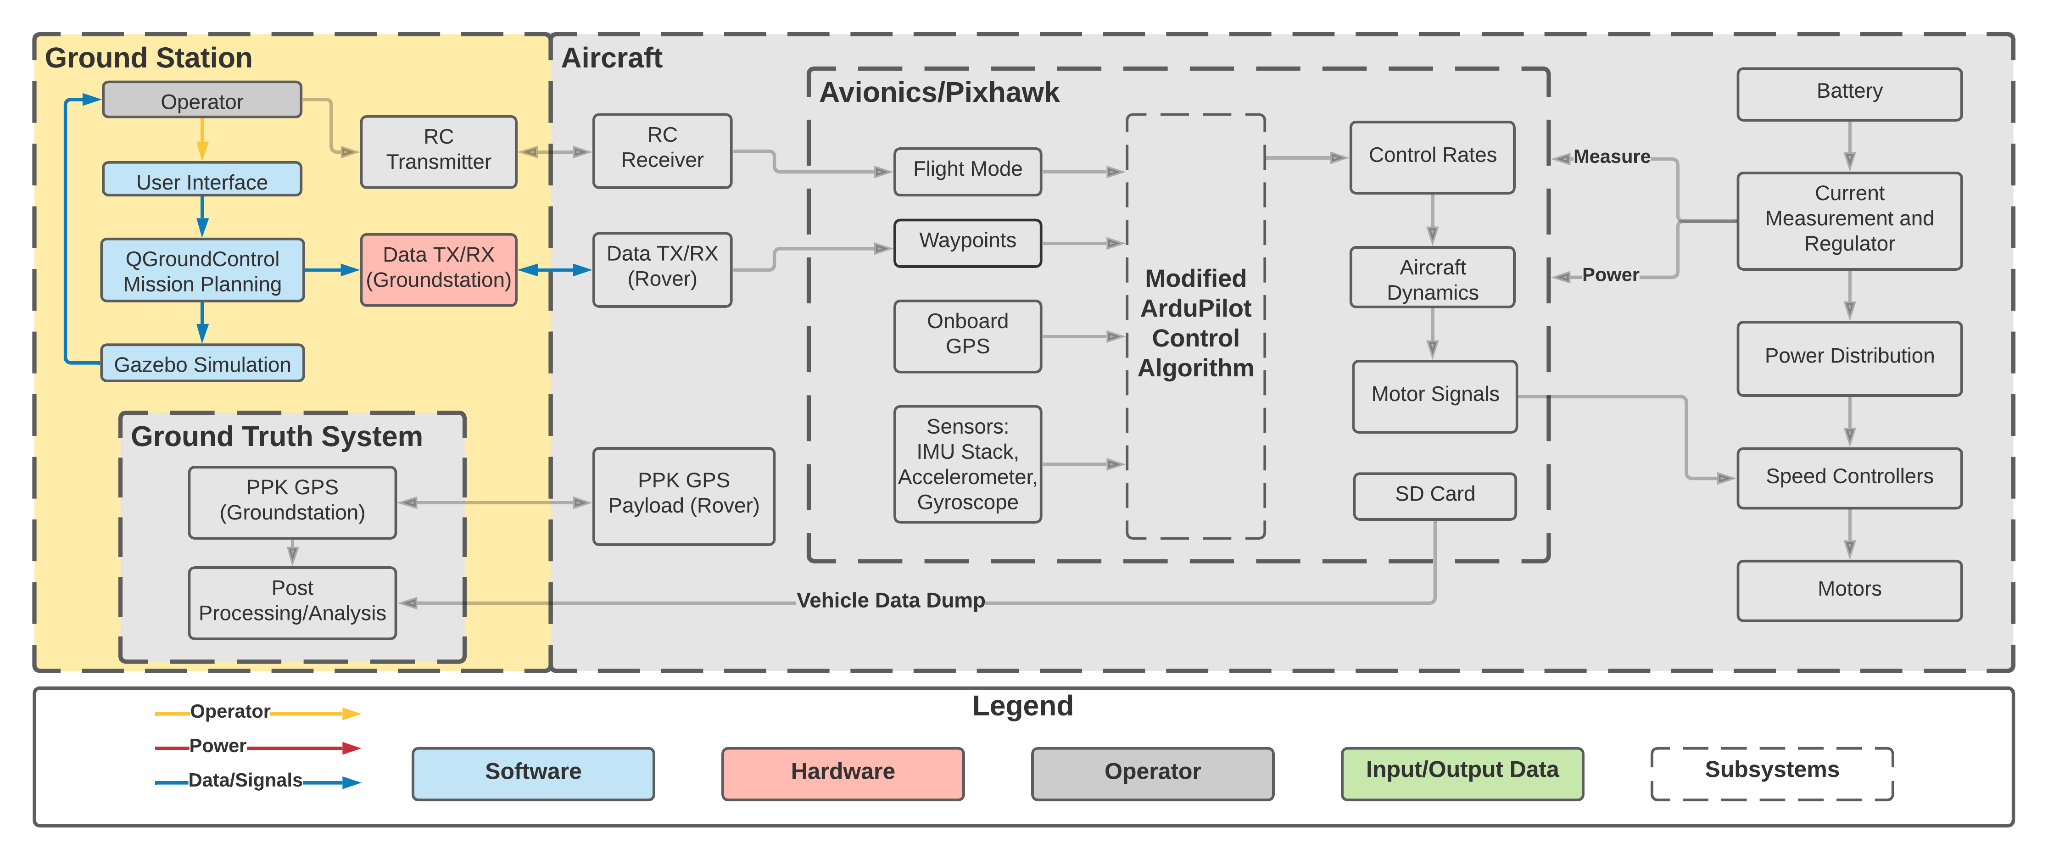 Ground Station
Operator
User Interface
QGroundControl
Mission Planning
Gazebo Simulation
RC
Transmitter
Data TX/RX
(Groundstation)
Ground Truth System
PPK GPS
(Groundstation)
Post
Processing/Analysis
Aircraft
RC
Receiver
Data TX/RX
(Rover)
PPK GPS
Payload (Rover)
Vehicle Data Dump
Avionics/Pixhawk
Flight Mode
Waypoints
Onboard
GPS
Sensors:
IMU Stack,
Accelerometer,
Gyroscope
Modified
ArduPilot
Control
Algorithm
Control Rates
Aircraft
Dynamics
Motor Signals
SD Card
Measure
Power
Battery
Current
Measurement and
Regulator
Power Distribution
Speed Controllers
Motors
Legend
Operator
Power
Data/Signals
Software
Hardware
Operator
Input/Output Data
Subsystems